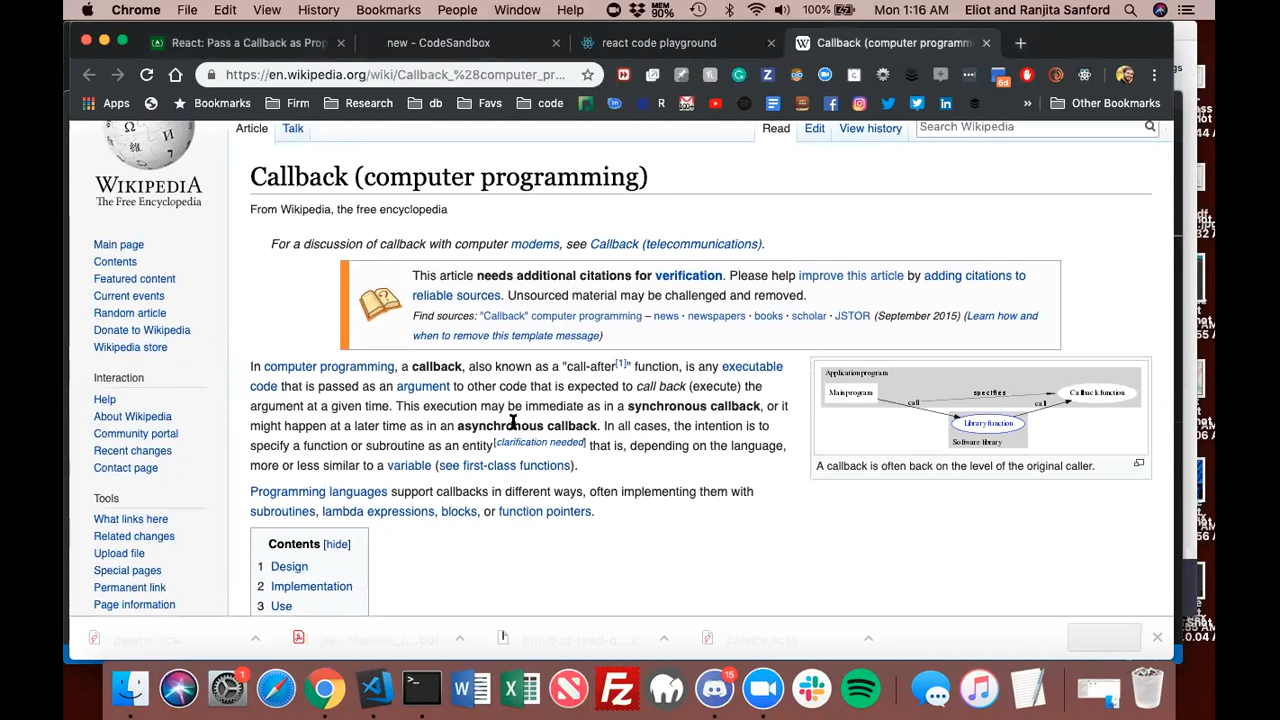 Chrome File Edit View History Bookmarks People Window Help MEM 90% 100% Mon 1:16 AM Eliot and Ranjita Sanford
React: Pass a Callback as Prop new - CodeSandbox react code playground Callback (computer programm
https://en.wikipedia.org/wiki/Callback_%28computer_pr... 6d
Apps Bookmarks Firm Research db Favs code R 100+ » Other Bookmarks
Article Talk Read Edit View history Search Wikipedia
WIKIPEDIA
The Free Encyclopedia
Main page
Contents
Featured content
Current events
Random article
Donate to Wikipedia
Wikipedia store
Interaction
Help
About Wikipedia
Community portal
Recent changes
Contact page
Tools
What links here
Related changes
Upload file
Special pages
Permanent link
Page information
Callback (computer programming)
From Wikipedia, the free encyclopedia
For a discussion of callback with computer modems, see Callback (telecommunications).
This article needs additional citations for verification. Please help improve this article by adding citations to
reliable sources. Unsourced material may be challenged and removed.
Find sources: "Callback" computer programming – news · newspapers · books · scholar · JSTOR (September 2015) (Learn how and
when to remove this template message)
In computer programming, a callback, also known as a "call-after[1]" function, is any executable
code that is passed as an argument to other code that is expected to call back (execute) the
argument at a given time. This execution may be immediate as in a synchronous callback, or it
might happen at a later time as in an asynchronous callback. In all cases, the intention is to
specify a function or subroutine as an entity[clarification needed] that is, depending on the language,
more or less similar to a variable (see first-class functions).
Programming languages support callbacks in different ways, often implementing them with
subroutines, lambda expressions, blocks, or function pointers.
Application program
Main program
specifies
Callback function
call
call
Library function
Software library
A callback is often back on the level of the original caller.
Contents [hide]
1 Design
2 Implementation
3 Use
1
15